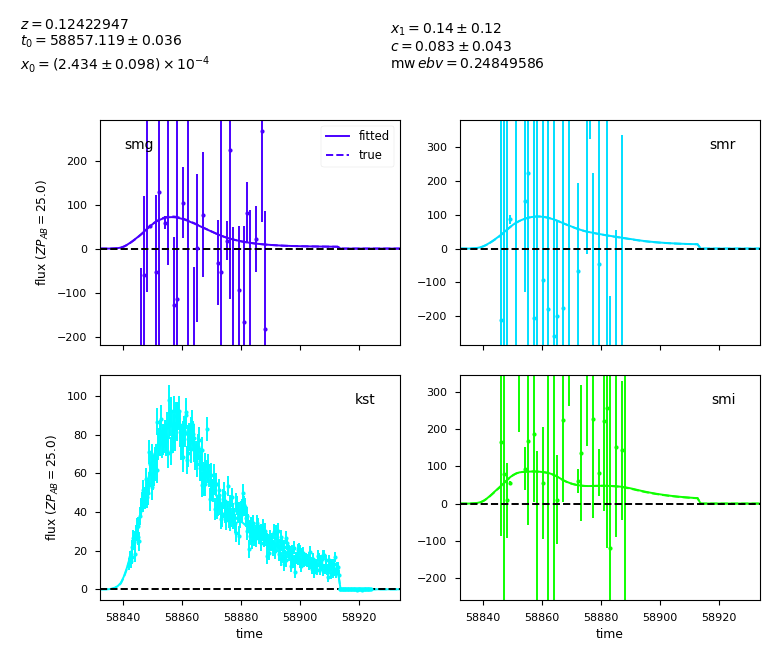 z = 0.12422947
t₀ = 58857.119 ± 0.036
x₀ = (2.434 ± 0.098) × 10⁻⁴
x₁ = 0.14 ± 0.12
c = 0.083 ± 0.043
mw ebv = 0.24849586
smg
fitted
true
200
100
0
−100
−200
flux (ZP_AB = 25.0)
smr
300
200
100
0
−100
−200
kst
100
80
60
40
20
0
flux (ZP_AB = 25.0)
58840 58860 58880 58900 58920
time
smi
300
200
100
0
−100
−200
58840 58860 58880 58900 58920
time